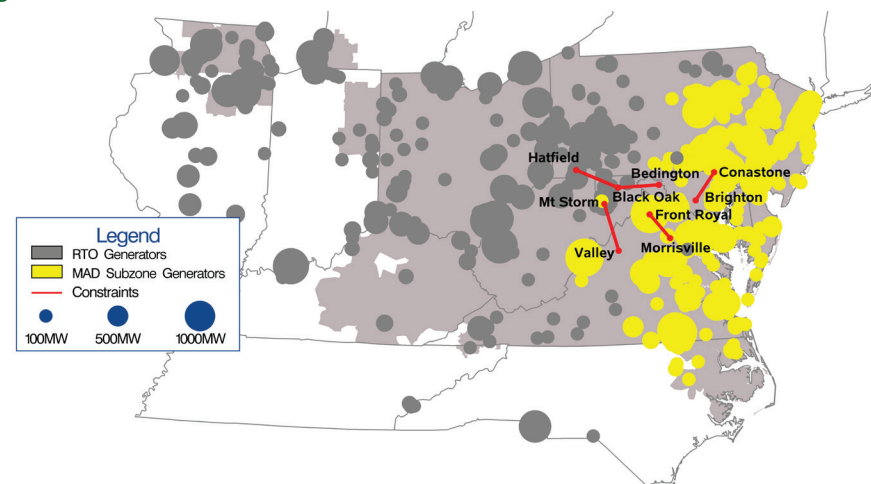 Hatfield
Bedington
Conastone
Mt Storm
Black Oak
Brighton
Front Royal
Valley
Morrisville
Legend
RTO Generators
MAD Subzone Generators
Constraints
100MW
500MW
1000MW